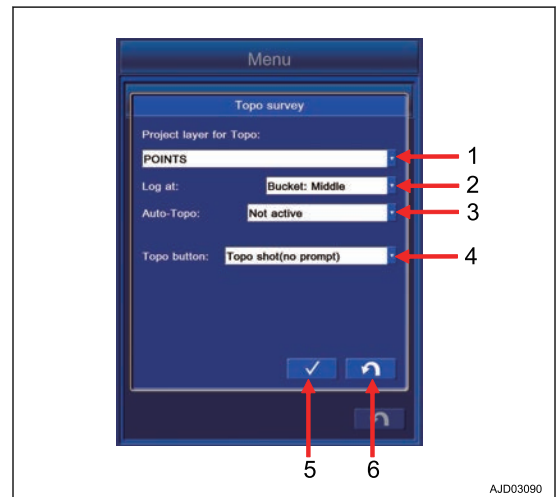 Menu
Topo survey
Project layer for Topo:
POINTS
1
Log at:
Bucket: Middle
2
Auto-Topo:
Not active
3
Topo button:
Topo shot(no prompt)
4
5
6
AJD03090